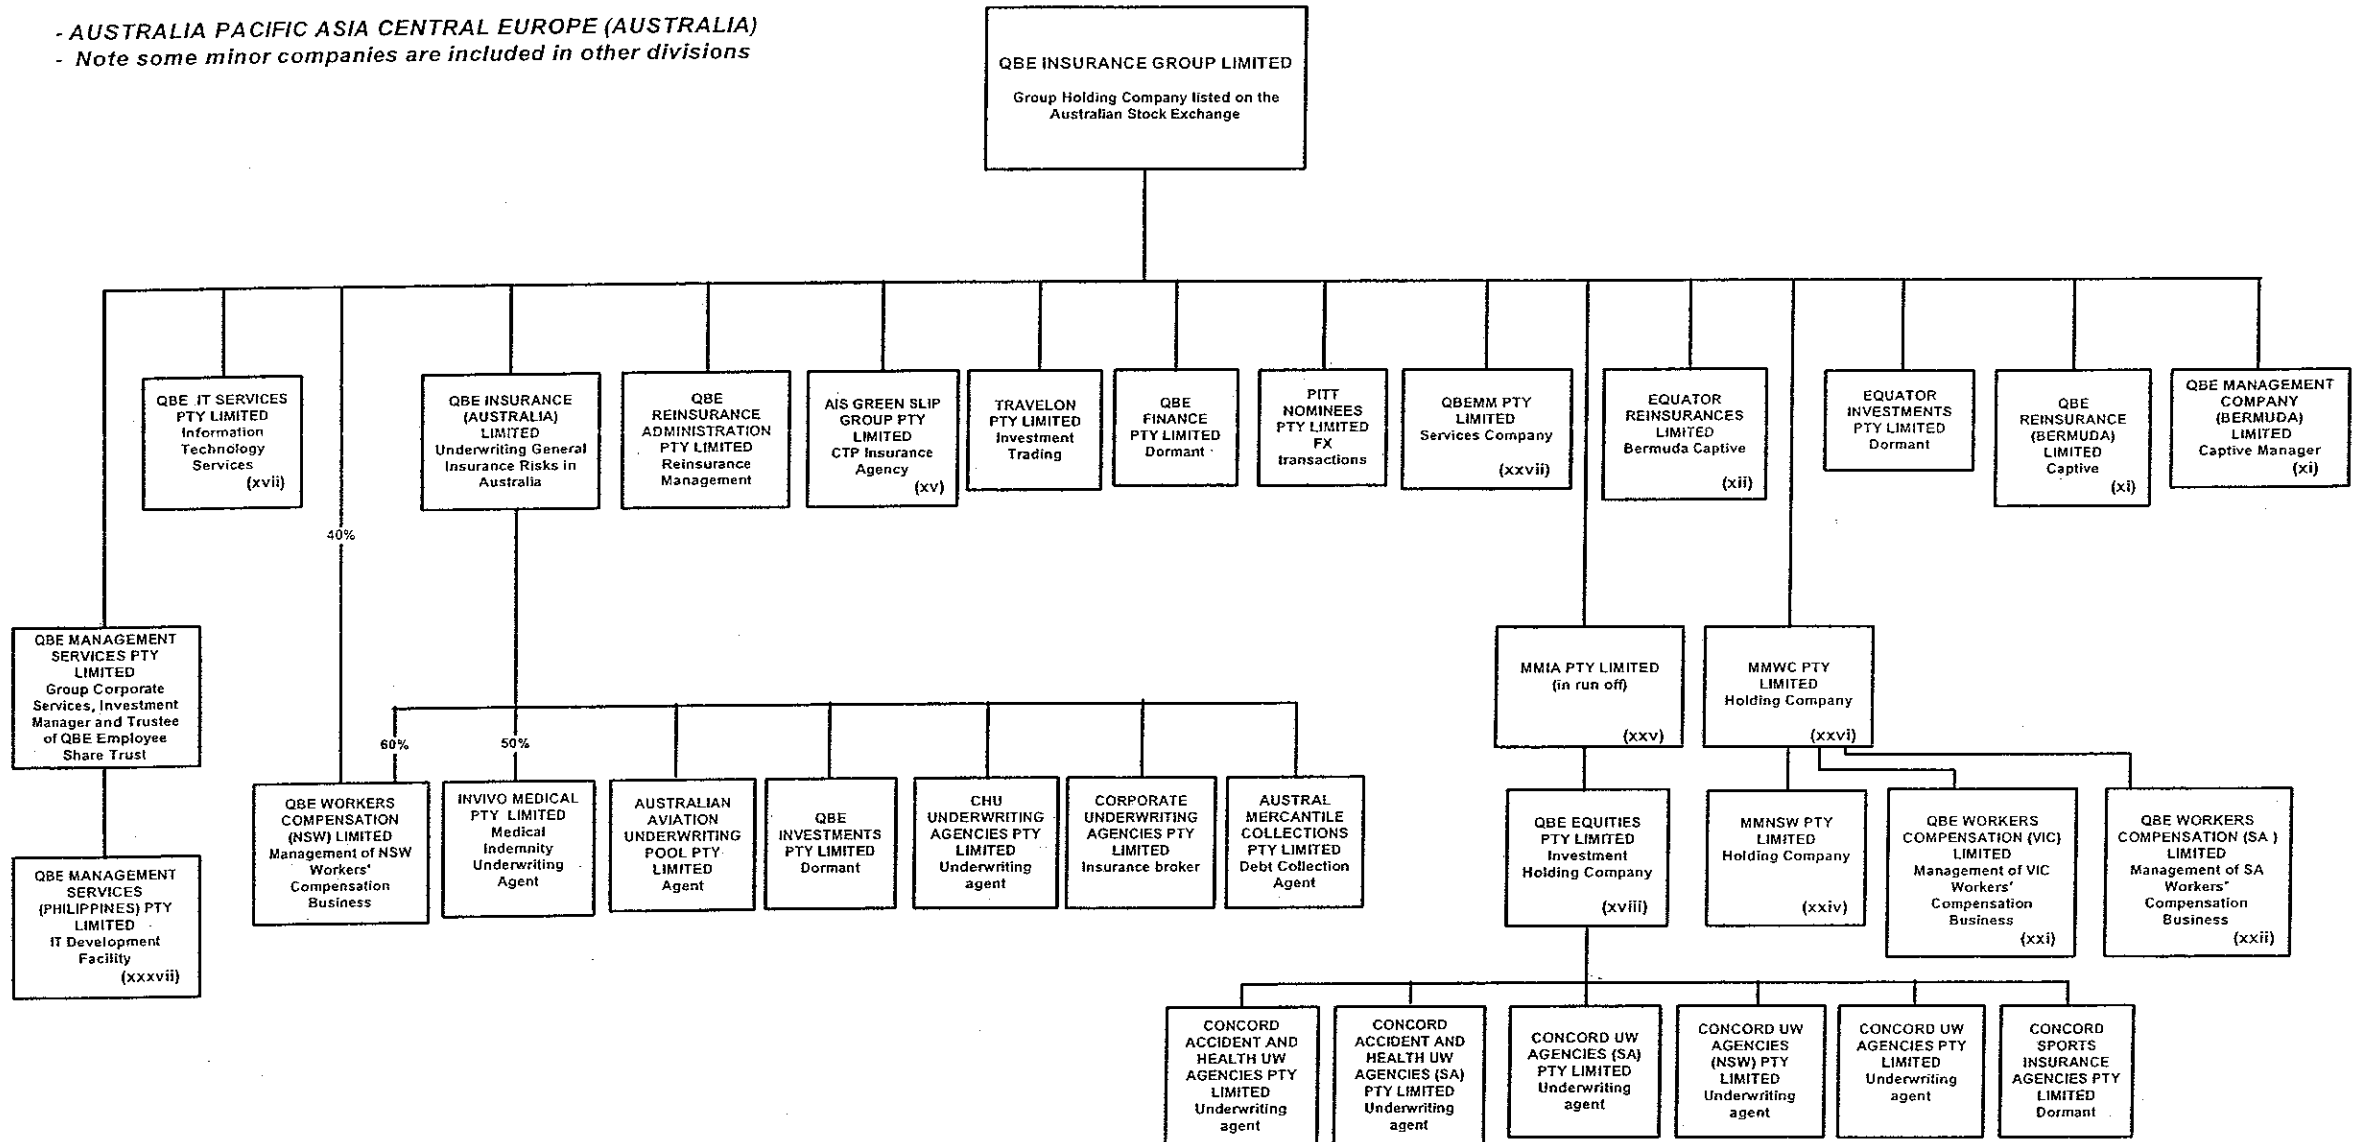 - AUSTRALIA PACIFIC ASIA CENTRAL EUROPE (AUSTRALIA)
- Note some minor companies are included in other divisions
QBE INSURANCE GROUP LIMITED
Group Holding Company listed on the
Australian Stock Exchange
QBE .IT SERVICES
PTY LIMITED
Information
Technology
Services
(xvii)
40%
QBE INSURANCE
(AUSTRALIA)
LIMITED
Underwriting General
Insurance Risks in
Australia
QBE
REINSURANCE
ADMINISTRATION
PTY LIMITED
Reinsurance
Management
AIS GREEN SLIP
GROUP PTY
LIMITED
CTP Insurance
Agency
(xv)
TRAVELON
PTY LIMITED
Investment
Trading
QBE
FINANCE
PTY LIMITED
Dormant
PITT
NOMINEES
PTY LIMITED
FX
transactions
QBEMM PTY
LIMITED
Services Company
(xxvii)
EQUATOR
REINSURANCES
LIMITED
Bermuda Captive
(xii)
EQUATOR
INVESTMENTS
PTY LIMITED
Dormant
QBE
REINSURANCE
(BERMUDA)
LIMITED
Captive
(xi)
QBE MANAGEMENT
COMPANY
(BERMUDA)
LIMITED
Captive Manager
(xi)
QBE MANAGEMENT
SERVICES PTY
LIMITED
Group Corporate
Services, Investment
Manager and Trustee
of QBE Employee
Share Trust
MMIA PTY LIMITED
(in run off)
(xxv)
MMWC PTY
LIMITED
Holding Company
(xxvi)
60%
50%
QBE WORKERS
COMPENSATION
(NSW) LIMITED
Management of NSW
Workers'
Compensation
Business
INVIVO MEDICAL
PTY LIMITED
Medical
Indemnity
Underwriting
Agent
AUSTRALIAN
AVIATION
UNDERWRITING
POOL PTY
LIMITED
Agent
QBE
INVESTMENTS
PTY LIMITED
Dormant
CHU
UNDERWRITING
AGENCIES PTY
LIMITED
Underwriting
agent
CORPORATE
UNDERWRITING
AGENCIES PTY
LIMITED
Insurance broker
AUSTRAL
MERCANTILE
COLLECTIONS
PTY LIMITED
Debt Collection
Agent
QBE EQUITIES
PTY LIMITED
Investment
Holding Company
(xviii)
MMNSW PTY
LIMITED
Holding Company
(xxiv)
QBE WORKERS
COMPENSATION (VIC)
LIMITED
Management of VIC
Workers'
Compensation
Business
(xxi)
QBE WORKERS
COMPENSATION (SA )
LIMITED
Management of SA
Workers'
Compensation
Business
(xxii)
QBE MANAGEMENT
SERVICES
(PHILIPPINES) PTY
LIMITED
IT Development
Facility
(xxxvii)
CONCORD
ACCIDENT AND
HEALTH UW
AGENCIES PTY
LIMITED
Underwriting
agent
CONCORD
ACCIDENT AND
HEALTH UW
AGENCIES (SA)
PTY LIMITED
Underwriting
agent
CONCORD UW
AGENCIES (SA)
PTY LIMITED
Underwriting
agent
CONCORD UW
AGENCIES
(NSW) PTY
LIMITED
Underwriting
agent
CONCORD UW
AGENCIES PTY
LIMITED
Underwriting
agent
CONCORD
SPORTS
INSURANCE
AGENCIES PTY
LIMITED
Dormant